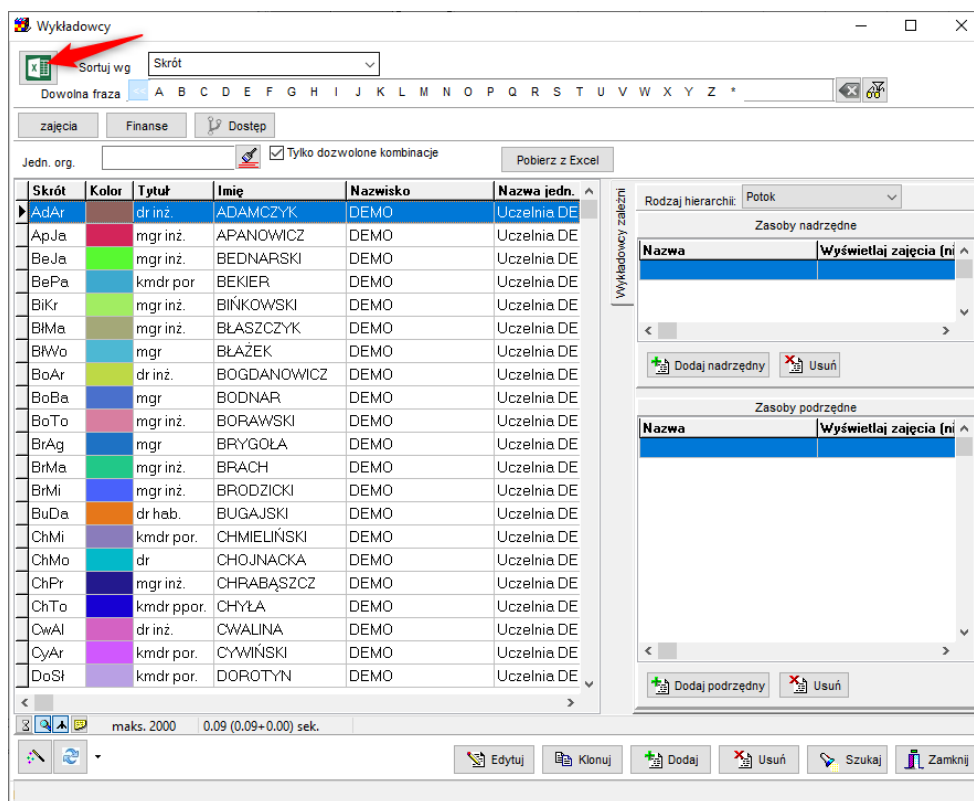 Wykładowcy
Sortuj wg Skrót
Dowolna fraza << A B C D E F G H I J K L M N O P Q R S T U V W X Y Z *
zajęcia Finanse Dostęp
Jedn. org. Tylko dozwolone kombinacje Pobierz z Excel
Skrót Kolor Tytuł Imię Nazwisko Nazwa jedn.
AdAr dr inż. ADAMCZYK DEMO Uczelnia DE
ApJa mgr inż. APANOWICZ DEMO Uczelnia DE
BeJa mgr inż. BEDNARSKI DEMO Uczelnia DE
BePa kmdr por BEKIER DEMO Uczelnia DE
BiKr mgr inż. BIŃKOWSKI DEMO Uczelnia DE
BłMa mgr inż. BŁASZCZYK DEMO Uczelnia DE
BłWo mgr BŁAŻEK DEMO Uczelnia DE
BoAr dr inż. BOGDANOWICZ DEMO Uczelnia DE
BoBa mgr BODNAR DEMO Uczelnia DE
BoTo mgr inż. BORAWSKI DEMO Uczelnia DE
BrAg mgr BRYGOŁA DEMO Uczelnia DE
BrMa mgr inż. BRACH DEMO Uczelnia DE
BrMi mgr inż. BRODZICKI DEMO Uczelnia DE
BuDa dr hab. BUGAJSKI DEMO Uczelnia DE
ChMi kmdr por. CHMIELIŃSKI DEMO Uczelnia DE
ChMo dr CHOJNACKA DEMO Uczelnia DE
ChPr mgr inż. CHRABĄSZCZ DEMO Uczelnia DE
ChTo kmdr ppor. CHYŁA DEMO Uczelnia DE
CwAl dr inż. CWALINA DEMO Uczelnia DE
CyAr kmdr por. CYWIŃSKI DEMO Uczelnia DE
DoSł kmdr por. DOROTYN DEMO Uczelnia DE
Wykładowcy zależni
Rodzaj hierarchii: Potok
Zasoby nadrzędne
Nazwa Wyświetlaj zajęcia (ni
Dodaj nadrzędny Usuń
Zasoby podrzędne
Nazwa Wyświetlaj zajęcia (ni
Dodaj podrzędny Usuń
maks. 2000 0.09 (0.09+0.00) sek.
Edytuj Klonuj Dodaj Usuń Szukaj Zamknij